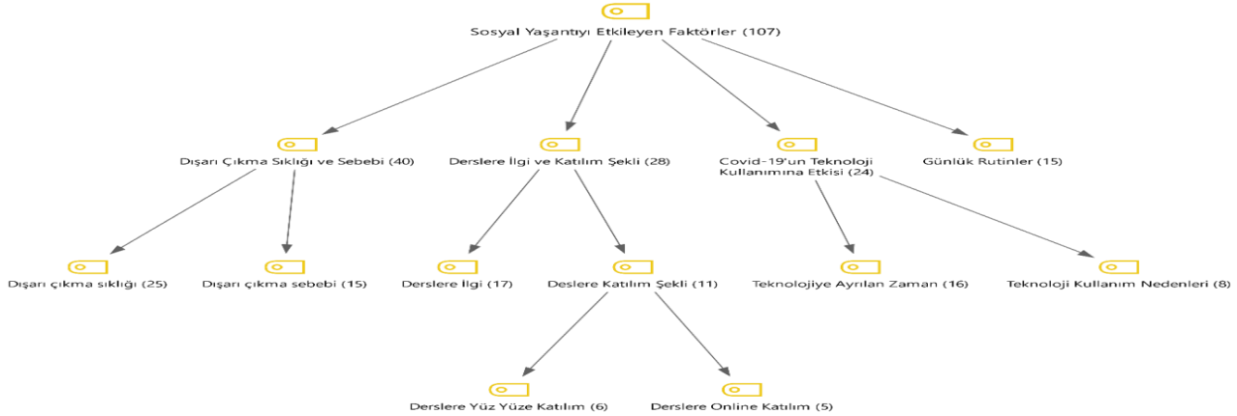 Sosyal Yaşantıyı Etkileyen Faktörler (107)
Dışarı Çıkma Sıklığı ve Sebebi (40)
Derslere İlgi ve Katılım Şekli (28)
Covid-19'un Teknoloji
Kullanımına Etkisi (24)
Günlük Rutinler (15)
Dışarı çıkma sıklığı (25)
Dışarı çıkma sebebi (15)
Derslere İlgi (17)
Deslere Katılım Şekli (11)
Teknolojiye Ayrılan Zaman (16)
Teknoloji Kullanım Nedenleri (8)
Derslere Yüz Yüze Katılım (6)
Derslere Online Katılım (5)